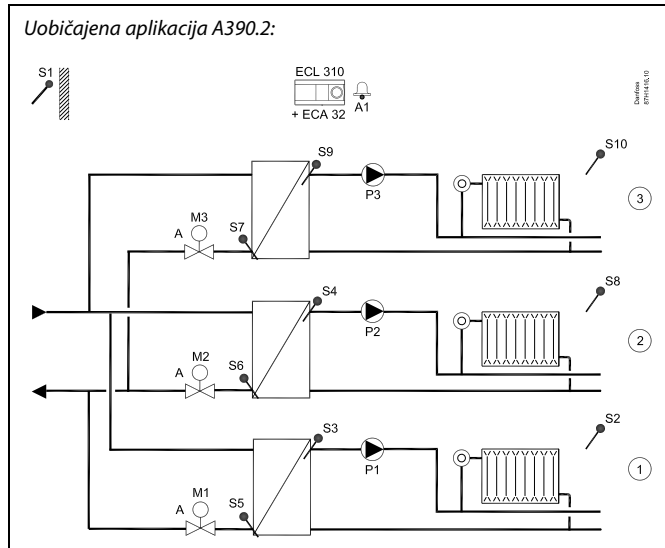 Uobičajena aplikacija A390.2:
S1
ECL 310
A1
+ ECA 32
Danfoss
87H1416.10
S9
S10
P3
M3
A
S7
3
S4
S8
P2
M2
A
S6
2
S3
S2
P1
M1
A
S5
1